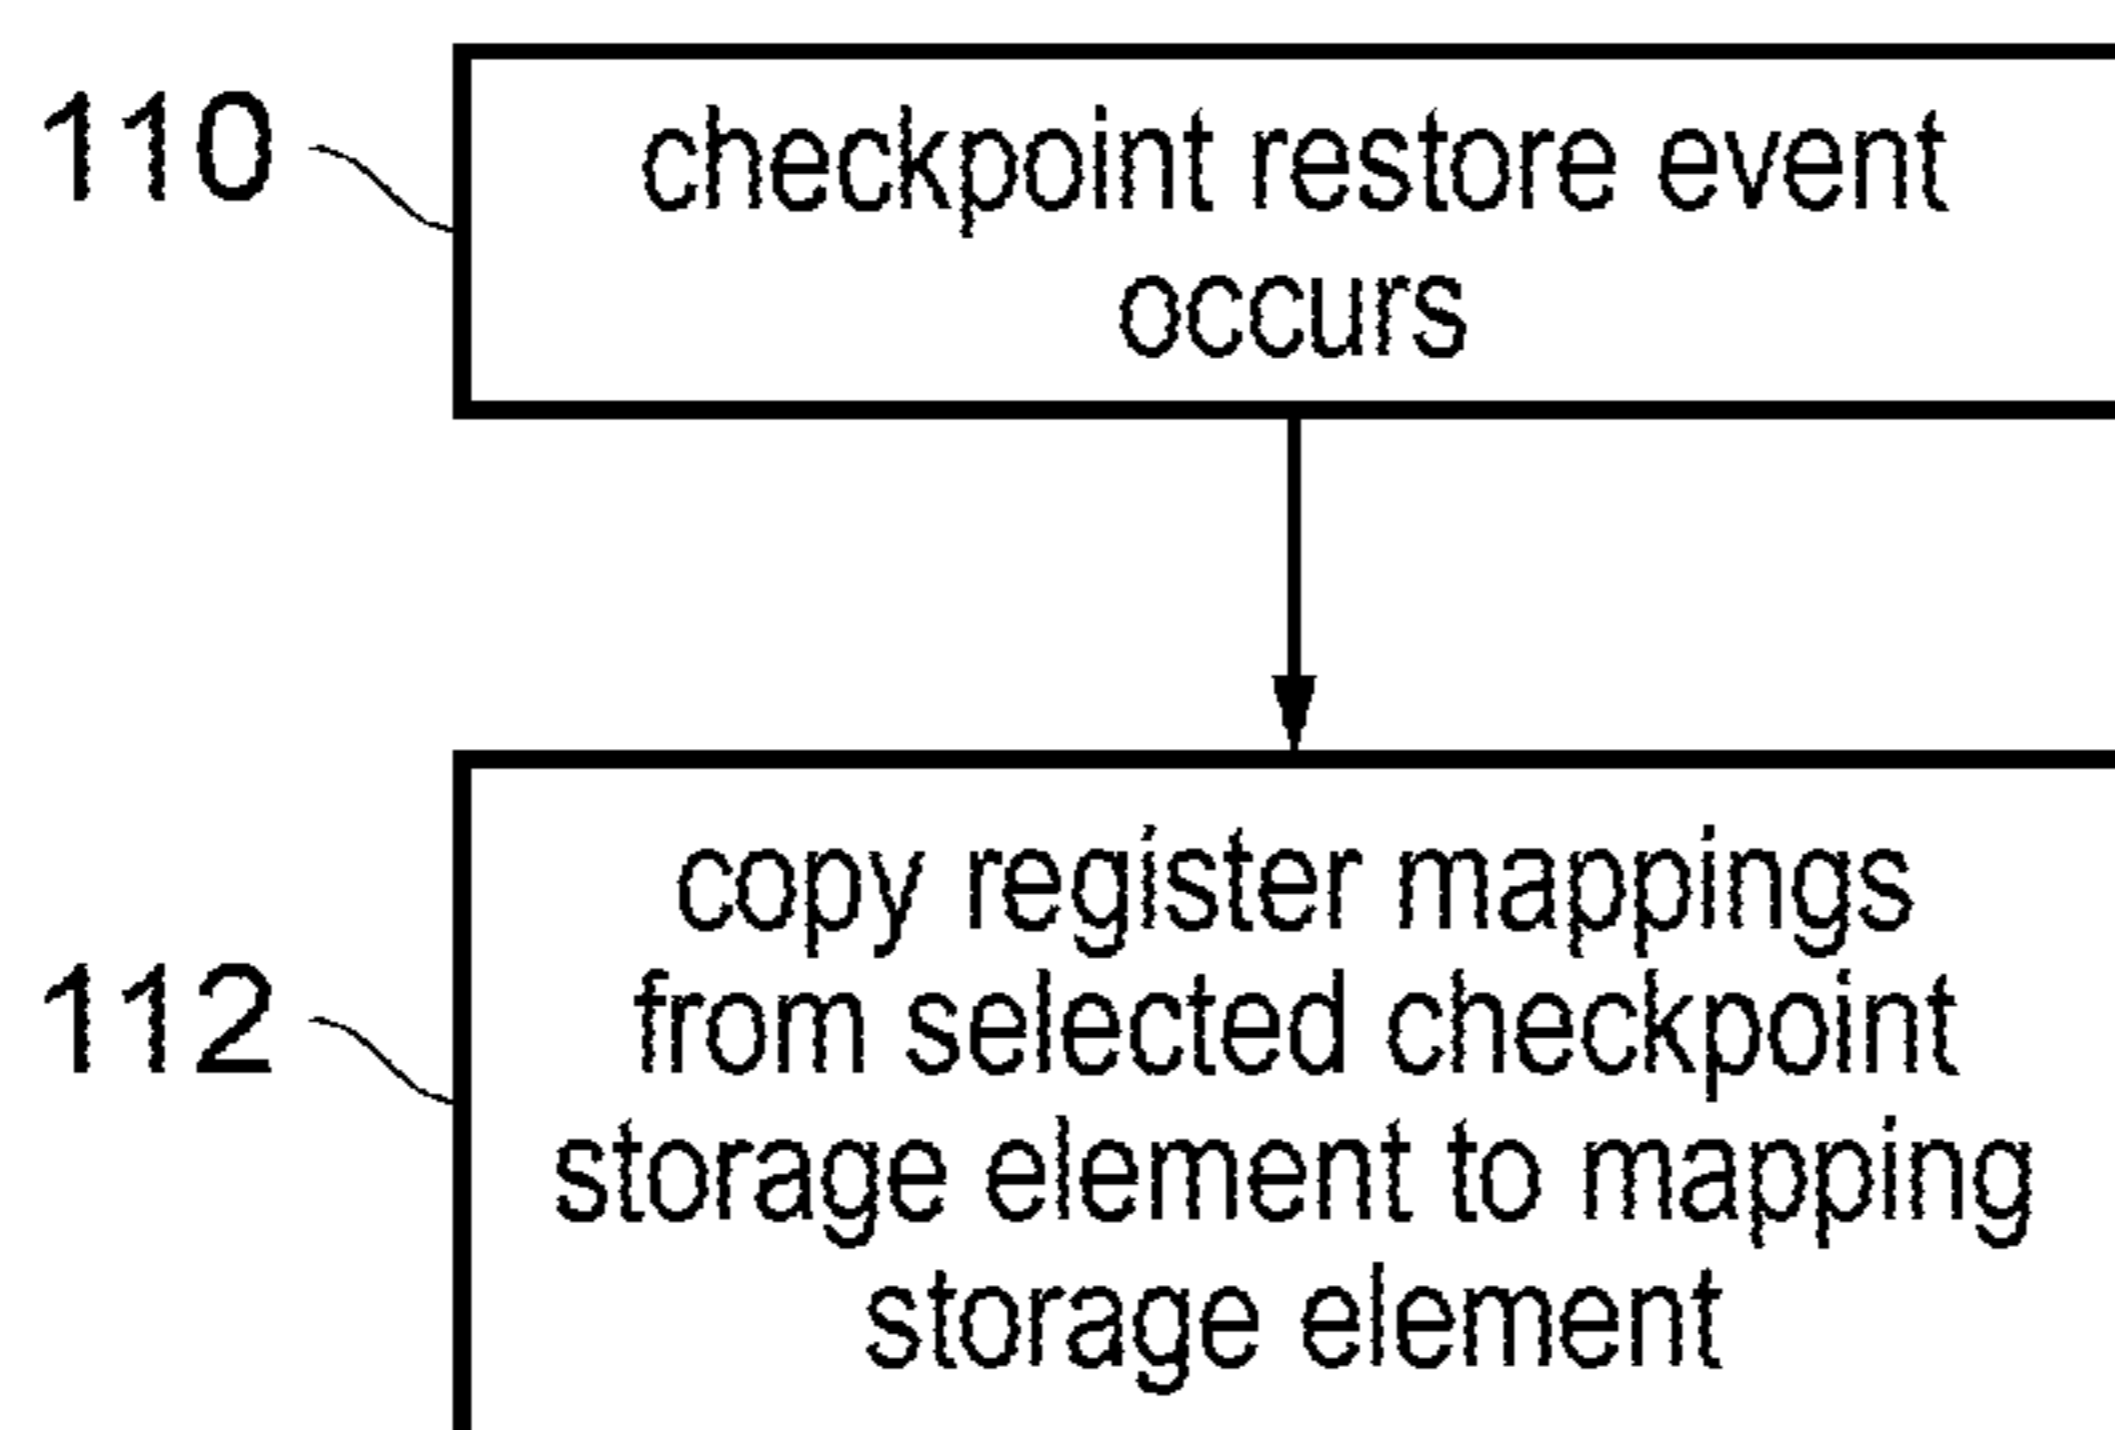 110
checkpoint restore event
occurs
112
copy register mappings
from selected checkpoint
storage element to mapping
storage element